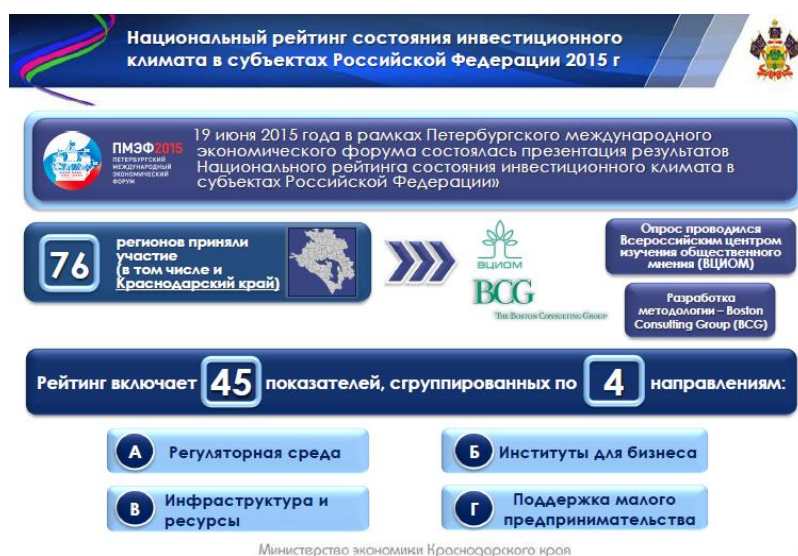 Национальный рейтинг состояния инвестиционного
климата в субъектах Российской Федерации 2015 г
ПМЭФ2015
ПЕТЕРБУРГСКИЙ
МЕЖДУНАРОДНЫЙ
ЭКОНОМИЧЕСКИЙ
ФОРУМ
19 июня 2015 года в рамках Петербургского международного
экономического форума состоялась презентация результатов
Национального рейтинга состояния инвестиционного климата в
субъектах Российской Федерации»
76
регионов приняли
участие
(в том числе и
Краснодарский край)
ВЦИОМ
BCG
The Boston Consulting Group
Опрос проводился
Всероссийским центром
изучения общественного
мнения (ВЦИОМ)
Разработка
методологии – Boston
Consulting Group (BCG)
Рейтинг включает 45 показателей, сгруппированных по 4 направлениям:
А Регуляторная среда
Б Институты для бизнеса
В Инфраструктура и
ресурсы
Г Поддержка малого
предпринимательства
Министерство экономики Краснодарского края